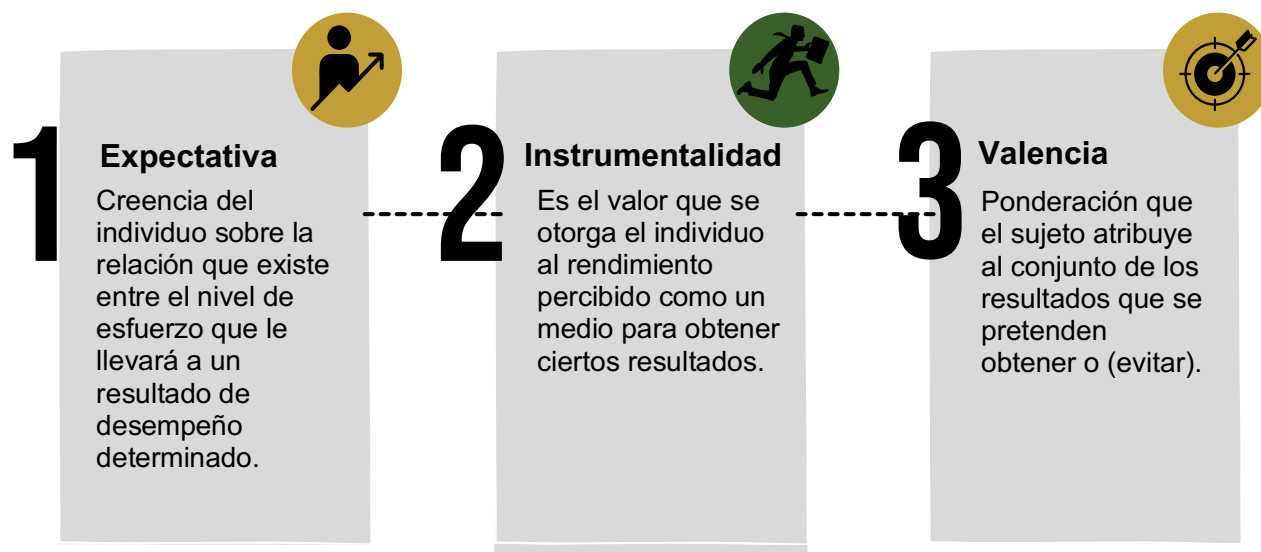 1
Expectativa
Creencia del
individuo sobre la
relación que existe
entre el nivel de
esfuerzo que le
llevará a un
resultado de
desempeño
determinado.
2
Instrumentalidad
Es el valor que se
otorga el individuo
al rendimiento
percibido como un
medio para obtener
ciertos resultados.
3
Valencia
Ponderación que
el sujeto atribuye
al conjunto de los
resultados que se
pretenden
obtener o (evitar).